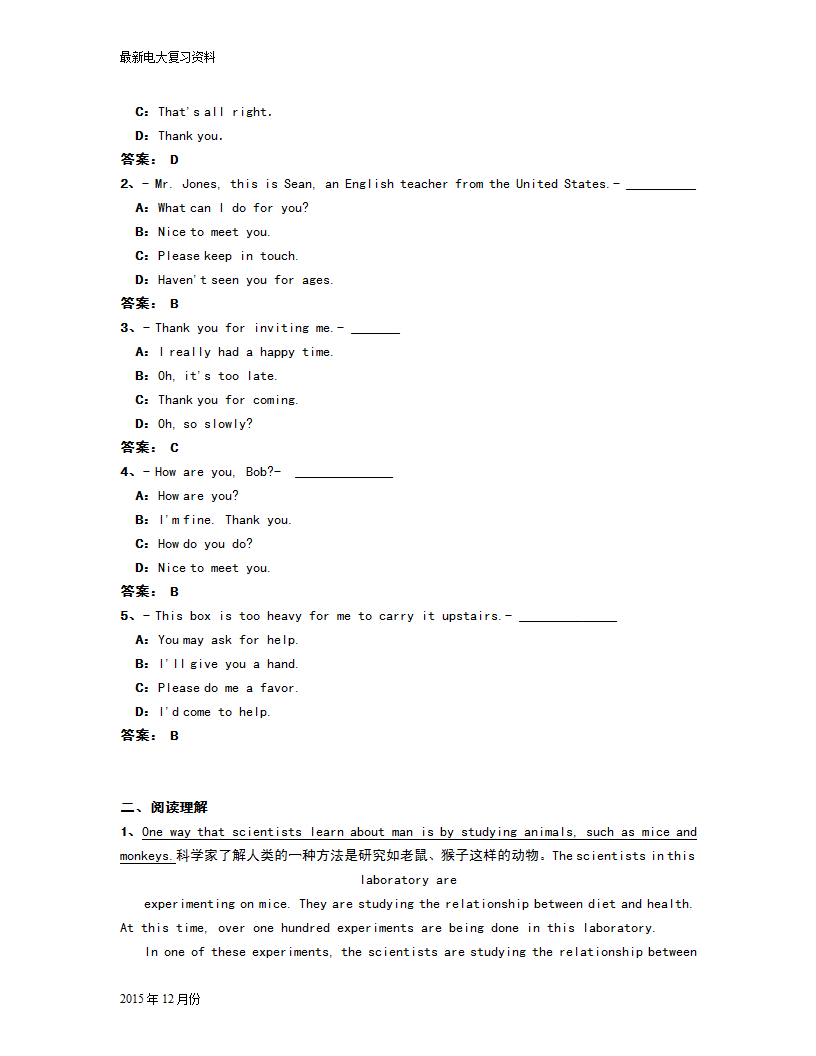 最新电大复习资料
C：That's all right.
D：Thank you.
答案： D
2、- Mr. Jones, this is Sean, an English teacher from the United States.- __________
A：What can I do for you?
B：Nice to meet you.
C：Please keep in touch.
D：Haven't seen you for ages.
答案： B
3、- Thank you for inviting me.- _______
A：I really had a happy time.
B：Oh, it's too late.
C：Thank you for coming.
D：Oh, so slowly?
答案： C
4、- How are you, Bob?- ______________
A：How are you?
B：I'm fine. Thank you.
C：How do you do?
D：Nice to meet you.
答案： B
5、- This box is too heavy for me to carry it upstairs.- ______________
A：You may ask for help.
B：I'll give you a hand.
C：Please do me a favor.
D：I'd come to help.
答案： B
二、阅读理解
1、One way that scientists learn about man is by studying animals, such as mice and
monkeys.科学家了解人类的一种方法是研究如老鼠、猴子这样的动物。The scientists in this
laboratory are
experimenting on mice. They are studying the relationship between diet and health.
At this time, over one hundred experiments are being done in this laboratory.
In one of these experiments, the scientists are studying the relationship between
2015 年 12 月份